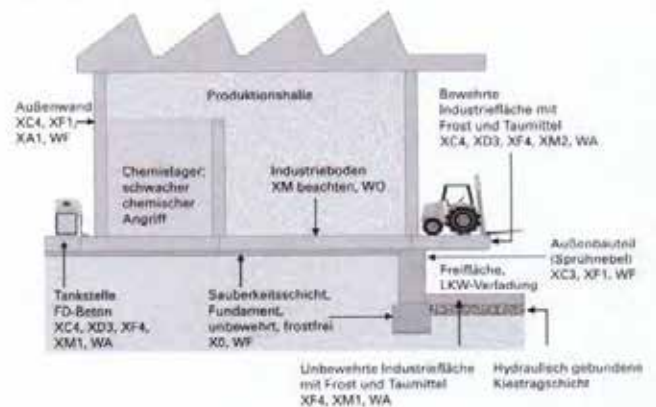 Produktionshalle
Außenwand
XC4, XF1,
XA1, WF
Chemielager:
schwacher
chemischer
Angriff
Industrieboden
XM beachten, WO
Bewehrte
Industriefläche mit
Frost und Taumittel
XC4, XD3, XF4, XM2, WA
Tankstelle
FD-Beton
XC4, XD3, XF4,
XM1, WA
Sauberkeitsschicht,
Fundament,
unbewehrt, frostfrei
X0, WF
Freifläche,
LKW-Verladung
Außenbauteil
(Sprühnebel)
XC3, XF1, WF
Unbewehrte Industriefläche
mit Frost und Taumittel
XF4, XM1, WA
Hydraulisch gebundene
Kiestragschicht